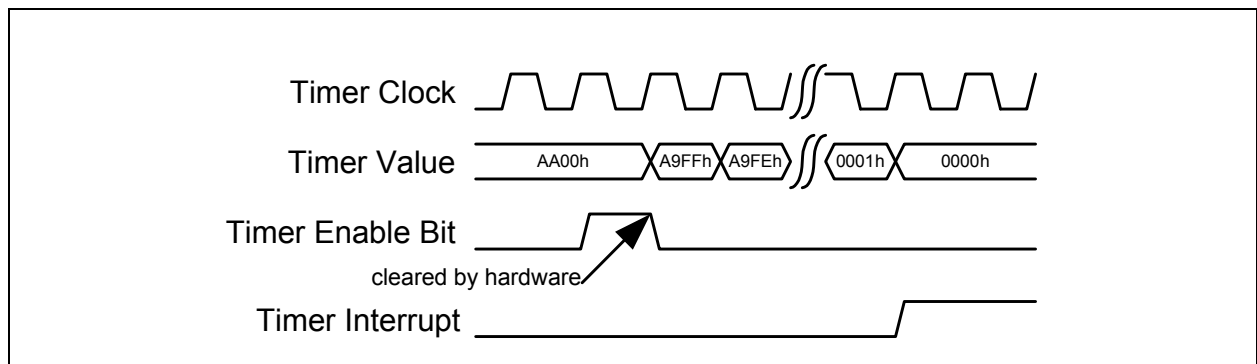 Timer Clock
Timer Value AA00h A9FFh A9FEh 0001h 0000h
Timer Enable Bit
cleared by hardware
Timer Interrupt